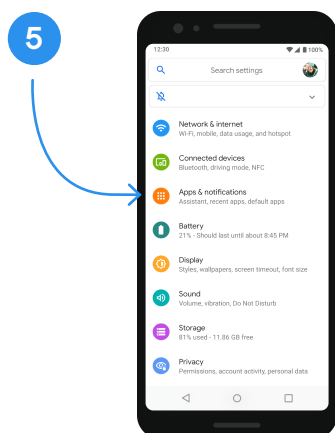 5
12:30
100%
Search settings
Network & internet
Wi-Fi, mobile, data usage, and hotspot
Connected devices
Bluetooth, driving mode, NFC
Apps & notifications
Assistant, recent apps, default apps
Battery
21% - Should last until about 8:45 PM
Display
Styles, wallpapers, screen timeout, font size
Sound
Volume, vibration, Do Not Disturb
Storage
81% used - 11.86 GB free
Privacy
Permissions, account activity, personal data